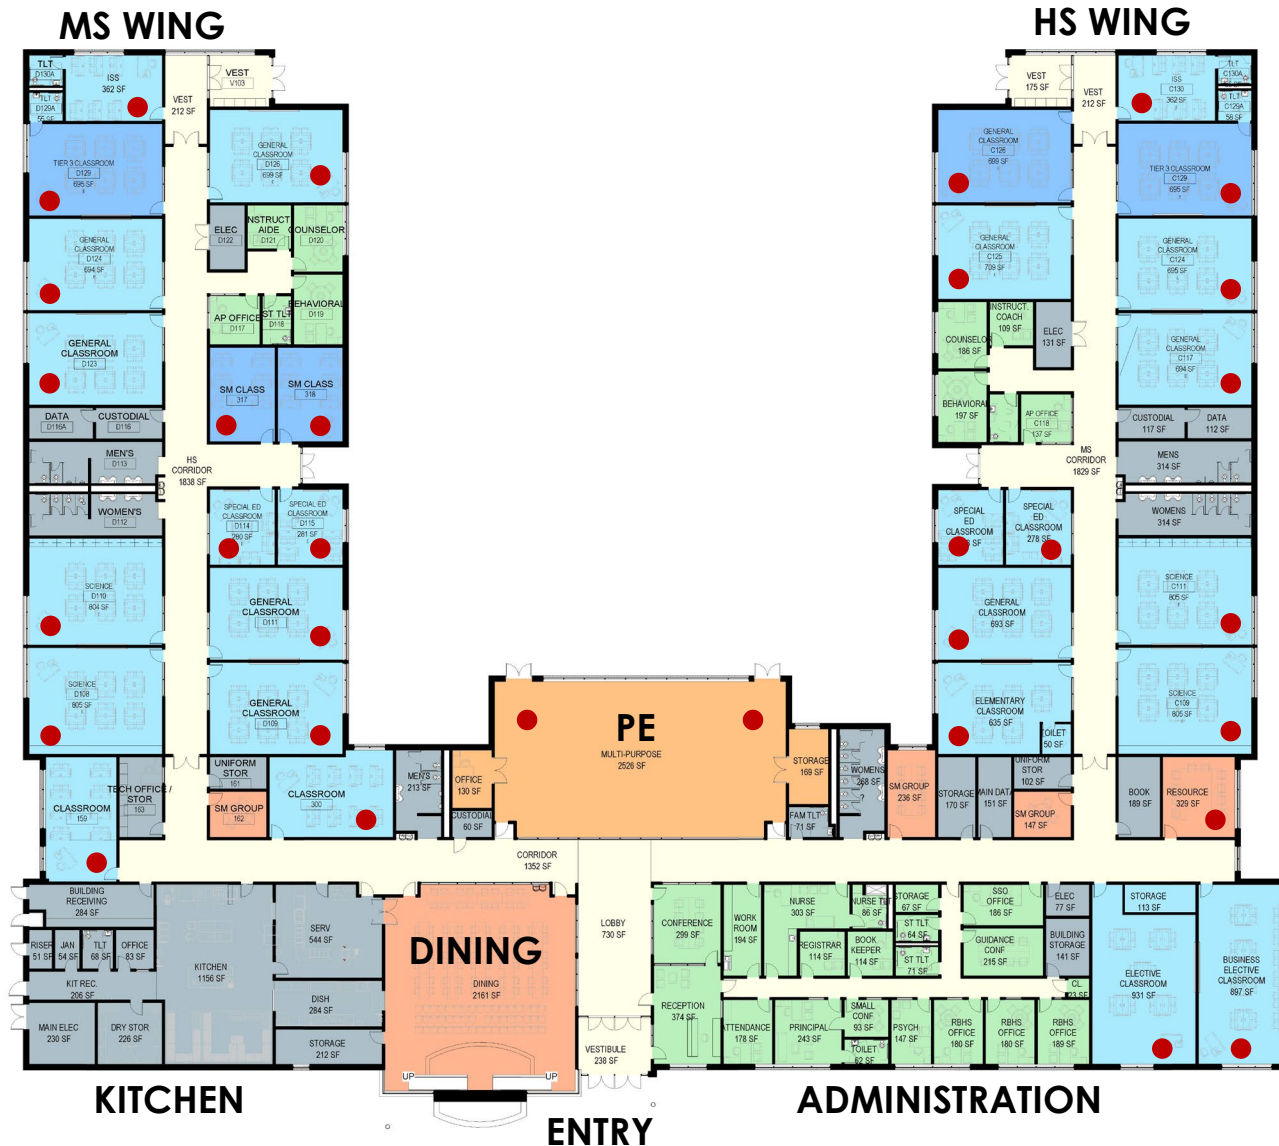 MS WING
HS WING
TLT
D130A
ISS
362 SF
TLT
D129A
55 SF
VEST
212 SF
VEST
V103
TIER 3 CLASSROOM
D129
695 SF
GENERAL
CLASSROOM
D126
699 SF
ELEC
D122
INSTRUCT
AIDE
D121
COUNSELOR
D120
GENERAL
CLASSROOM
D124
694 SF
BEHAVIORAL
D119
AP OFFICE
D117
ST TLT
D118
GENERAL
CLASSROOM
D123
SM CLASS
317
SM CLASS
318
DATA
D116A
CUSTODIAL
D116
MEN'S
D113
HS
CORRIDOR
1838 SF
WOMEN'S
D112
SPECIAL ED
CLASSROOM
D114
280 SF
SPECIAL ED
CLASSROOM
D115
281 SF
SCIENCE
D110
804 SF
GENERAL
CLASSROOM
D111
SCIENCE
D108
805 SF
GENERAL
CLASSROOM
D109
CLASSROOM
159
TECH OFFICE /
STOR
163
UNIFORM
STOR
161
SM GROUP
162
CLASSROOM
300
MEN'S
213 SF
OFFICE
130 SF
CUSTODIAL
60 SF
PE
MULTI-PURPOSE
2526 SF
STORAGE
169 SF
FAM TLT
71 SF
WOMENS
268 SF
?
SM GROUP
236 SF
STORAGE
170 SF
MAIN DATA
151 SF
UNIFORM
STOR
102 SF
SM GROUP
147 SF
BOOK
189 SF
RESOURCE
329 SF
VEST
175 SF
VEST
212 SF
ISS
C130
362 SF
TLT
C130A
TLT
C129A
56 SF
GENERAL
CLASSROOM
C126
699 SF
TIER 3 CLASSROOM
C129
695 SF
GENERAL
CLASSROOM
C125
709 SF
GENERAL
CLASSROOM
C124
695 SF
INSTRUCT.
COACH
109 SF
COUNSELOR
186 SF
ELEC
131 SF
GENERAL
CLASSROOM
C117
694 SF
BEHAVIORAL
197 SF
AP OFFICE
C118
137 SF
CUSTODIAL
117 SF
DATA
112 SF
MS
CORRIDOR
1829 SF
MENS
314 SF
WOMENS
314 SF
SPECIAL
ED
CLASSROOM
SF
SPECIAL
ED
CLASSROOM
278 SF
SCIENCE
C111
805 SF
GENERAL
CLASSROOM
693 SF
ELEMENTARY
CLASSROOM
635 SF
TOILET
50 SF
SCIENCE
C109
805 SF
CORRIDOR
1352 SF
BUILDING
RECEIVING
284 SF
RISER
51 SF
JAN
54 SF
TLT
68 SF
OFFICE
83 SF
KIT REC.
206 SF
MAIN ELEC
230 SF
DRY STOR
226 SF
KITCHEN
1156 SF
SERV
544 SF
DISH
284 SF
STORAGE
212 SF
DINING
DINING
2161 SF
UP
UP
LOBBY
730 SF
VESTIBULE
238 SF
CONFERENCE
299 SF
RECEPTION
374 SF
WORK
ROOM
194 SF
NURSE
303 SF
NURSE TLT
86 SF
REGISTRAR
114 SF
BOOK
KEEPER
114 SF
STORAGE
67 SF
ST TLT
64 SF
ST TLT
71 SF
SSO
OFFICE
186 SF
GUIDANCE
CONF
215 SF
ELEC
77 SF
BUILDING
STORAGE
141 SF
CL.
23 SF
ATTENDANCE
178 SF
PRINCIPAL
243 SF
SMALL
CONF
93 SF
TOILET
62 SF
PSYCH
147 SF
RBHS
OFFICE
180 SF
RBHS
OFFICE
180 SF
RBHS
OFFICE
189 SF
STORAGE
113 SF
ELECTIVE
CLASSROOM
931 SF
BUSINESS
ELECTIVE
CLASSROOM
897 SF
KITCHEN
ENTRY
ADMINISTRATION